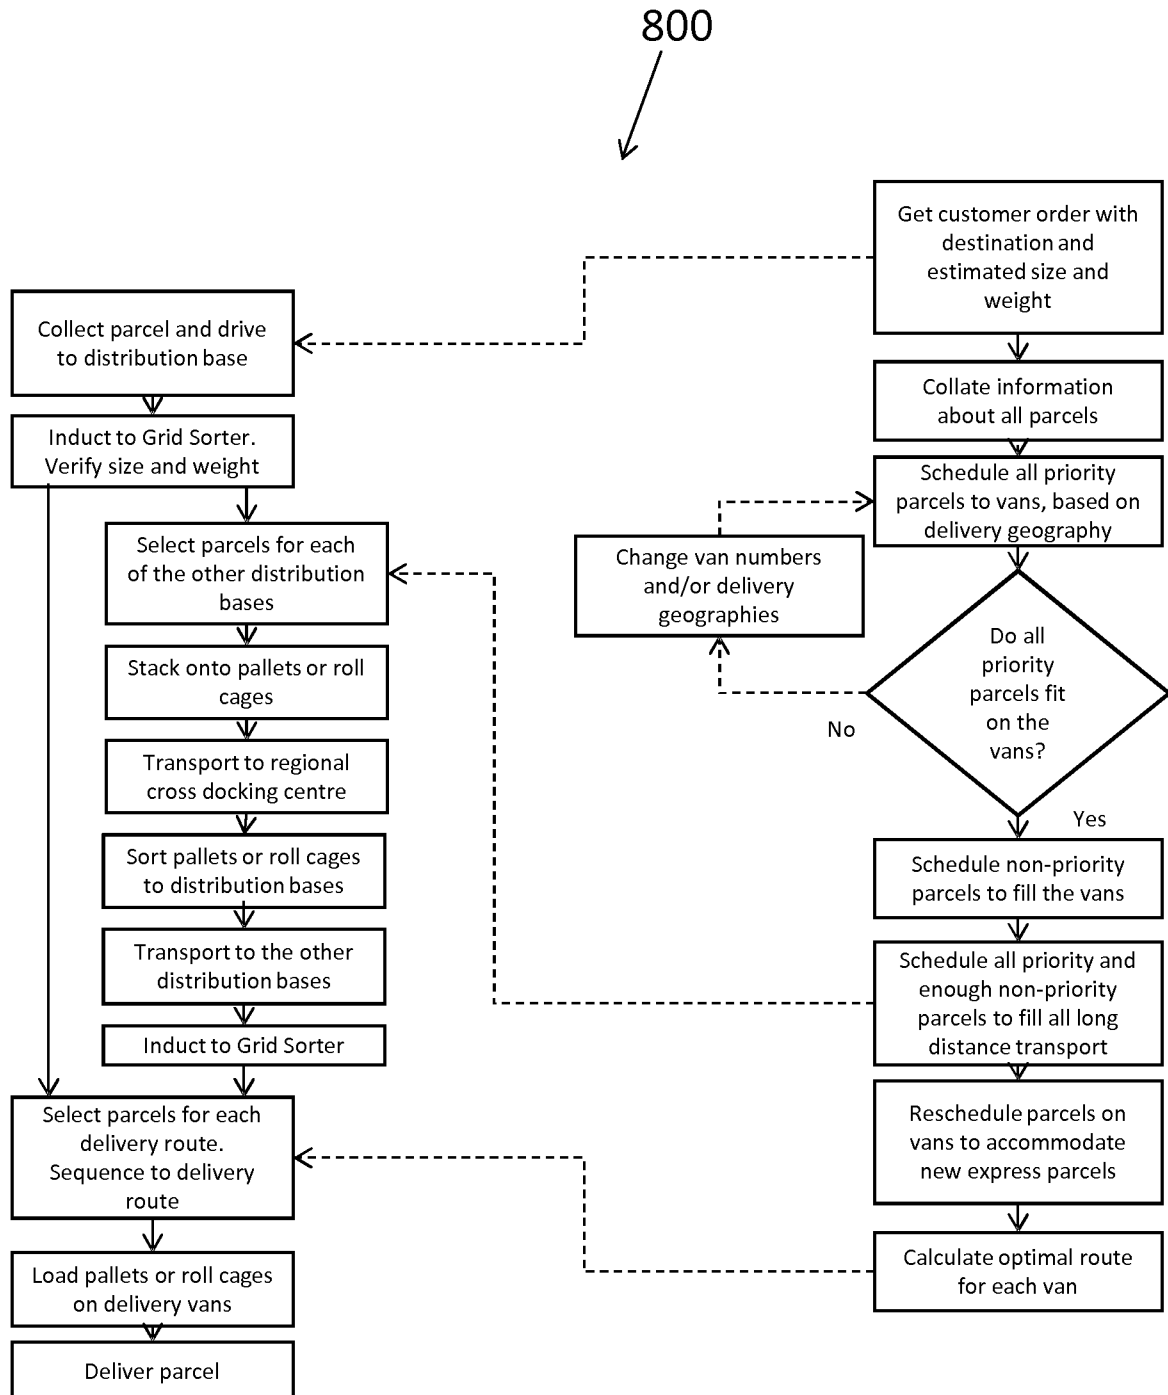 800
Get customer order with
destination and
estimated size and
weight
Collect parcel and drive
to distribution base
Collate information
about all parcels
Induct to Grid Sorter.
Verify size and weight
Schedule all priority
parcels to vans, based on
delivery geography
Select parcels for each
of the other distribution
bases
Change van numbers
and/or delivery
geographies
Do all
priority
parcels fit
on the
vans?
No
Yes
Stack onto pallets or roll
cages
Transport to regional
cross docking centre
Sort pallets or roll cages
to distribution bases
Schedule non-priority
parcels to fill the vans
Transport to the other
distribution bases
Schedule all priority and
enough non-priority
parcels to fill all long
distance transport
Induct to Grid Sorter
Select parcels for each
delivery route.
Sequence to delivery
route
Reschedule parcels on
vans to accommodate
new express parcels
Load pallets or roll cages
on delivery vans
Calculate optimal route
for each van
Deliver parcel